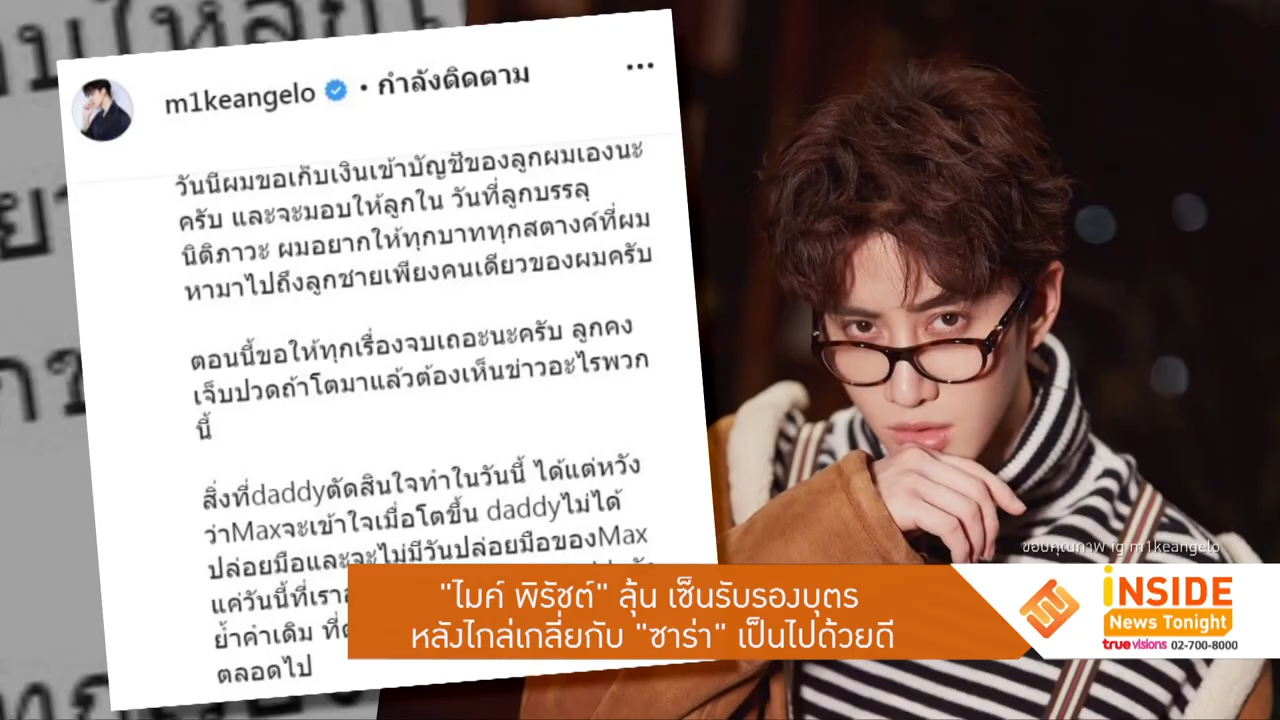 m1keangelo • กำลังติดตาม
วันนี้ผมขอเก็บเงินเข้าบัญชีของลูกผมเองนะ
ครับ และจะมอบให้ลูกใน วันที่ลูกบรรลุ
นิติภาวะ ผมอยากให้ทุกบาททุกสตางค์ที่ผม
หามาไปถึงลูกชายเพียงคนเดียวของผมครับ
ตอนนี้ขอให้ทุกเรื่องจบเถอะนะครับ ลูกคง
เจ็บปวดถ้าโตมาแล้วต้องเห็นข่าวอะไรพวก
นี้
สิ่งที่daddyตัดสินใจทำในวันนี้ ได้แต่หวัง
ว่าMaxจะเข้าใจเมื่อโตขึ้น daddyไม่ได้
ปล่อยมือและจะไม่มีวันปล่อยมือของMax
แค่วันนี้ที่เรา
ย้ำคำเดิม
ตลอดไป
ขอบคุณภาพ ig m1keangelo
"ไมค์ พิรัชต์" ลุ้น เซ็นรับรองบุตร
หลังไกล่เกลี่ยกับ "ซาร่า" เป็นไปด้วยดี
iNSIDE
News Tonight
truevisions 02-700-8000